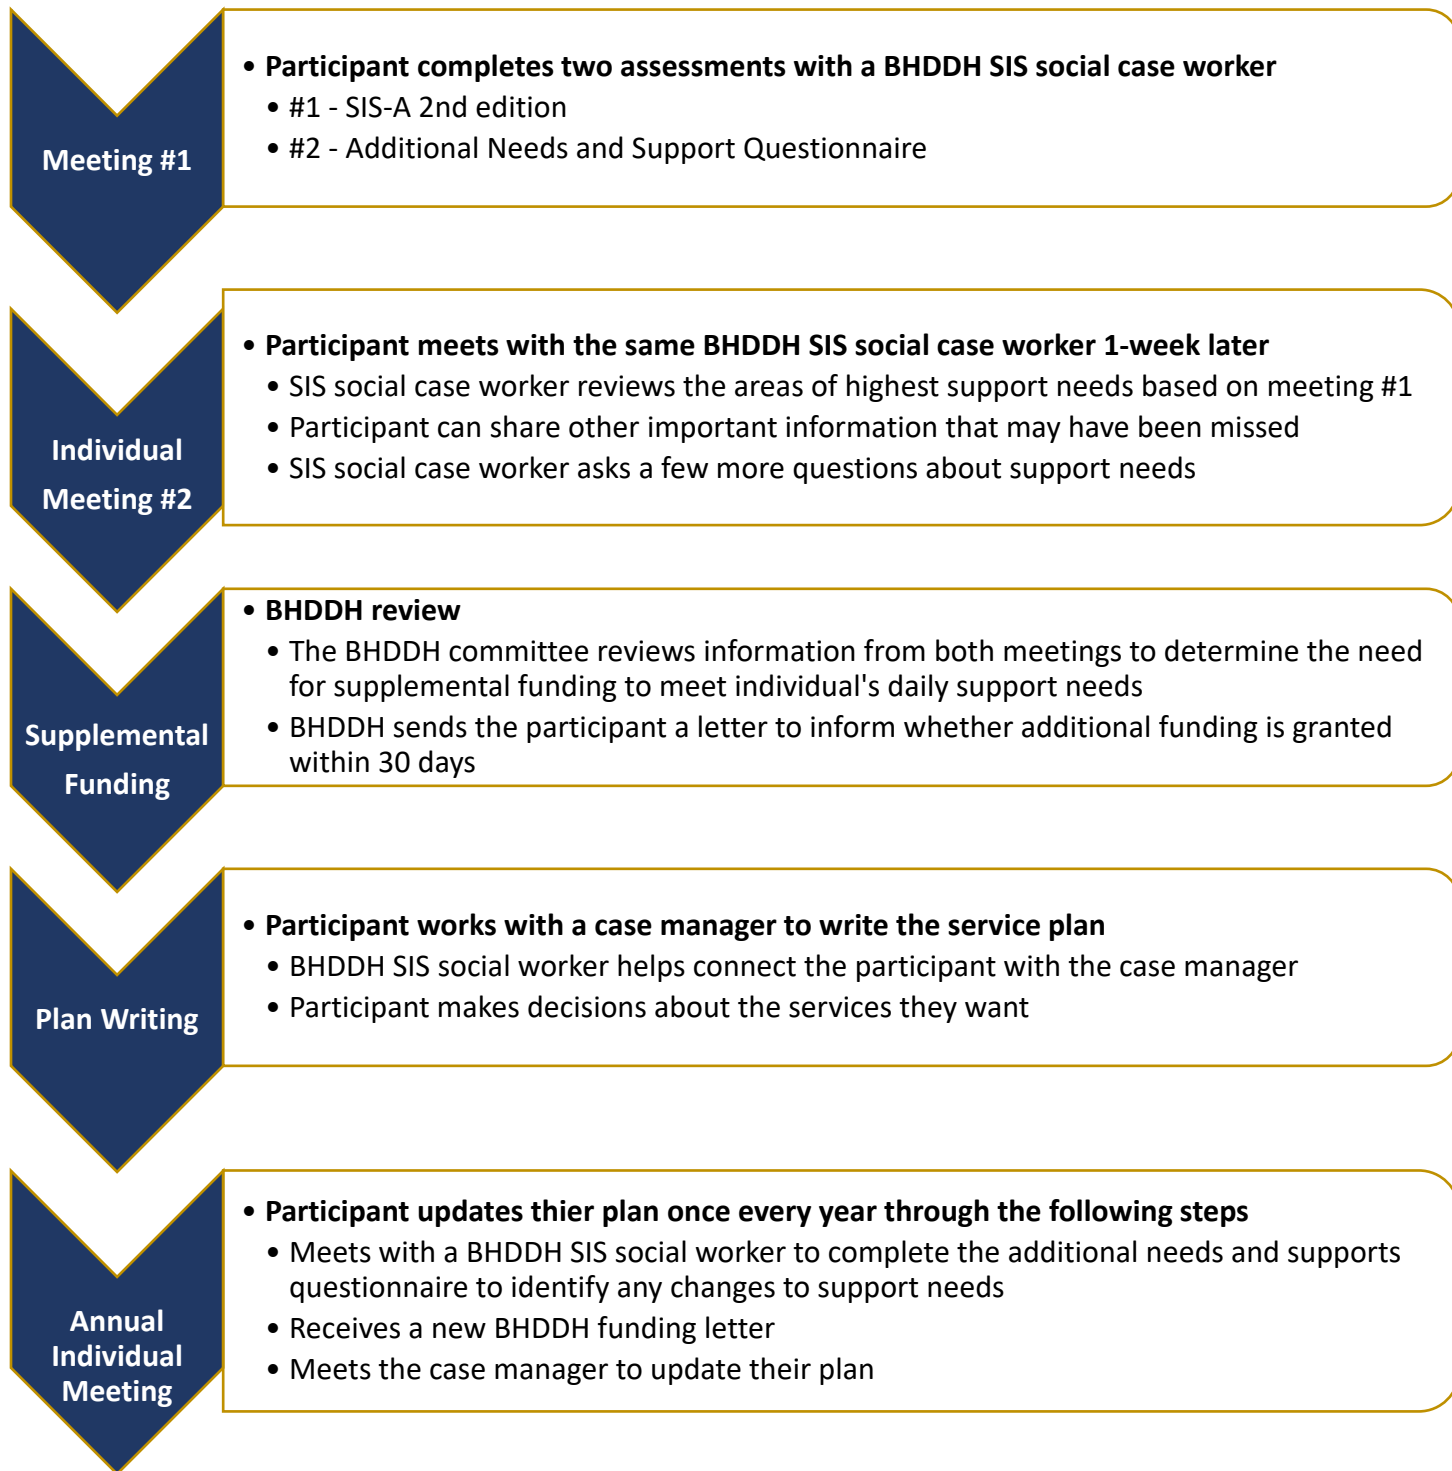 Meeting #1
• Participant completes two assessments with a BHDDH SIS social case worker
• #1 - SIS-A 2nd edition
• #2 - Additional Needs and Support Questionnaire
Individual
Meeting #2
• Participant meets with the same BHDDH SIS social case worker 1-week later
• SIS social case worker reviews the areas of highest support needs based on meeting #1
• Participant can share other important information that may have been missed
• SIS social case worker asks a few more questions about support needs
Supplemental
Funding
• BHDDH review
• The BHDDH committee reviews information from both meetings to determine the need
for supplemental funding to meet individual's daily support needs
• BHDDH sends the participant a letter to inform whether additional funding is granted
within 30 days
Plan Writing
• Participant works with a case manager to write the service plan
• BHDDH SIS social worker helps connect the participant with the case manager
• Participant makes decisions about the services they want
Annual
Individual
Meeting
• Participant updates thier plan once every year through the following steps
• Meets with a BHDDH SIS social worker to complete the additional needs and supports
questionnaire to identify any changes to support needs
• Receives a new BHDDH funding letter
• Meets the case manager to update their plan